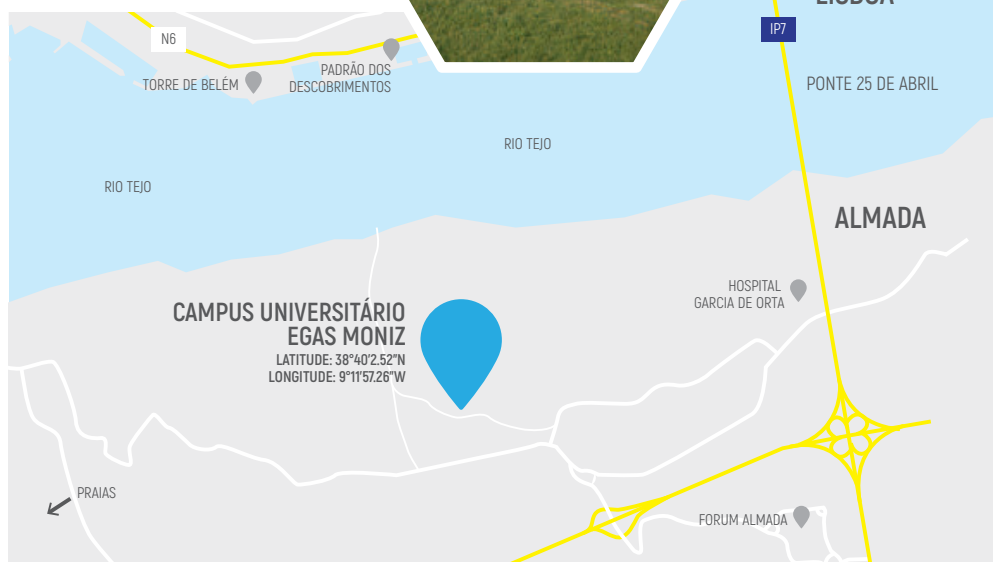 LISBOA
IP7
N6
PADRÃO DOS
DESCOBRIMENTOS
TORRE DE BELÉM
PONTE 25 DE ABRIL
RIO TEJO
RIO TEJO
ALMADA
HOSPITAL
GARCIA DE ORTA
CAMPUS UNIVERSITÁRIO
EGAS MONIZ
LATITUDE: 38°40'2.52"N
LONGITUDE: 9°11'57.26"W
PRAIAS
FORUM ALMADA